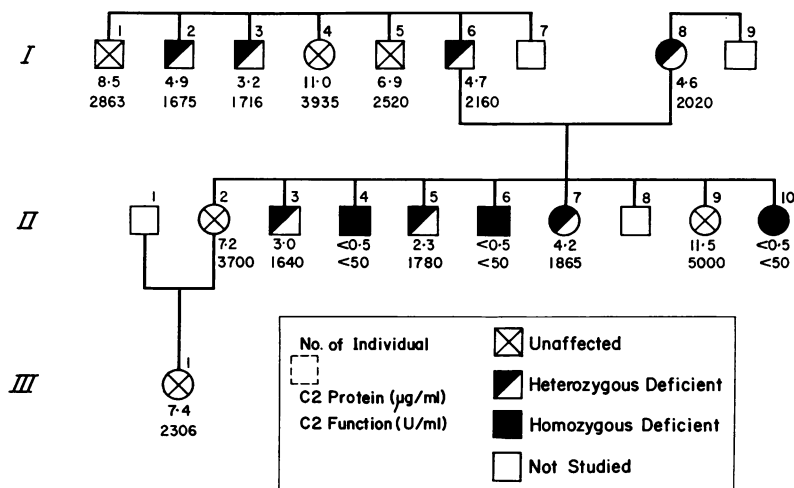 1 2 3 4 5 6 7 8 9
I
8·5 4·9 3·2 11·0 6·9 4·7 4·6
2863 1675 1716 3935 2520 2160 2020
1 2 3 4 5 6 7 8 9 10
II
7·2 3·0 <0·5 2·3 <0·5 4·2 11·5 <0·5
3700 1640 <50 1780 <50 1865 5000 <50
1
III
7·4
2306
No. of Individual
C2 Protein (μg/ml)
C2 Function (U/ml)
Unaffected
Heterozygous Deficient
Homozygous Deficient
Not Studied